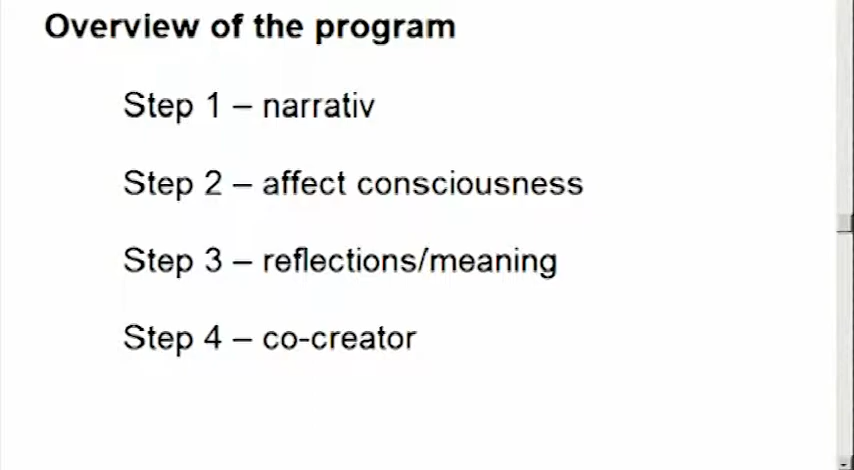 Overview of the program
Step 1 – narrativ
Step 2 – affect consciousness
Step 3 – reflections/meaning
Step 4 – co-creator